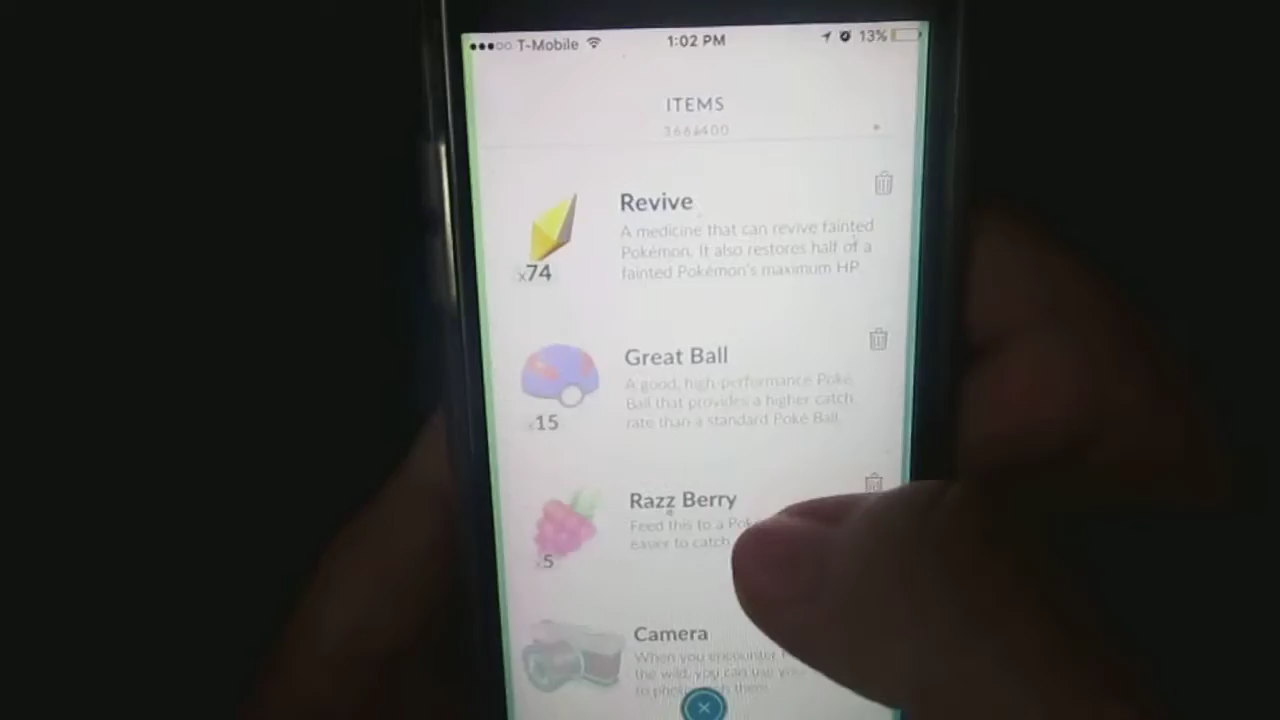 T-Mobile 1:02 PM 13%
ITEMS
Revive
A medicine that can revive fainted
Pokémon. It also restores half of a
fainted Pokémon's maximum HP.
x74
Great Ball
A good, high-performance Poké
Ball that provides a higher catch
rate than a standard Poké Ball.
x15
Razz Berry
Feed this to a
easier to catch
x5
Camera
When you encounter
the wild, you can use
to them